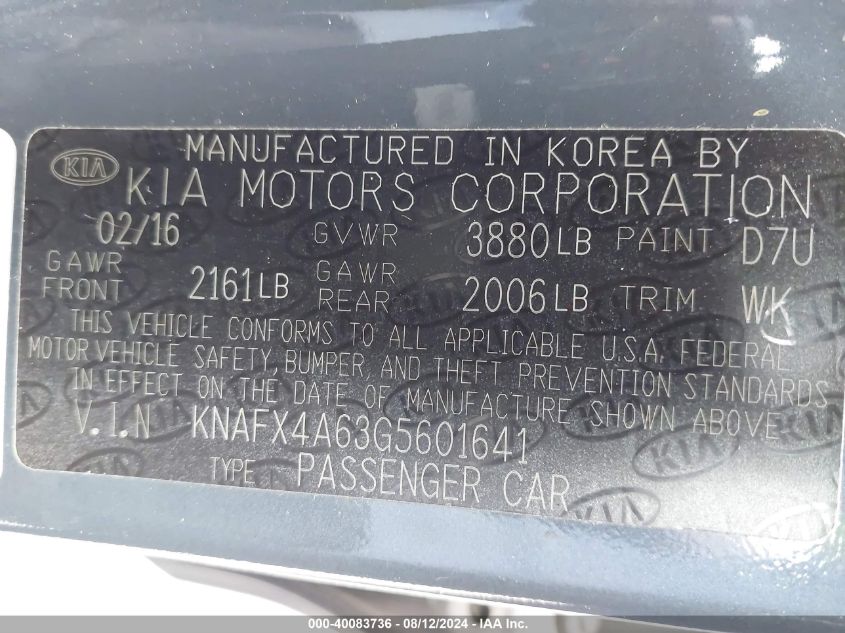 KIA
MANUFACTURED IN KOREA BY
KIA MOTORS CORPORATION
02/16 GVWR 3880LB PAINT D7U
GAWR FRONT 2161LB GAWR REAR 2006LB TRIM WK
THIS VEHICLE CONFORMS TO ALL APPLICABLE U.S.A. FEDERAL
MOTOR VEHICLE SAFETY, BUMPER AND THEFT PREVENTION STANDARDS
IN EFFECT ON THE DATE OF MANUFACTURE SHOWN ABOVE
V.I.N KNAFX4A63G5601641
TYPE PASSENGER CAR
000-40083736 - 08/12/2024 - IAA Inc.